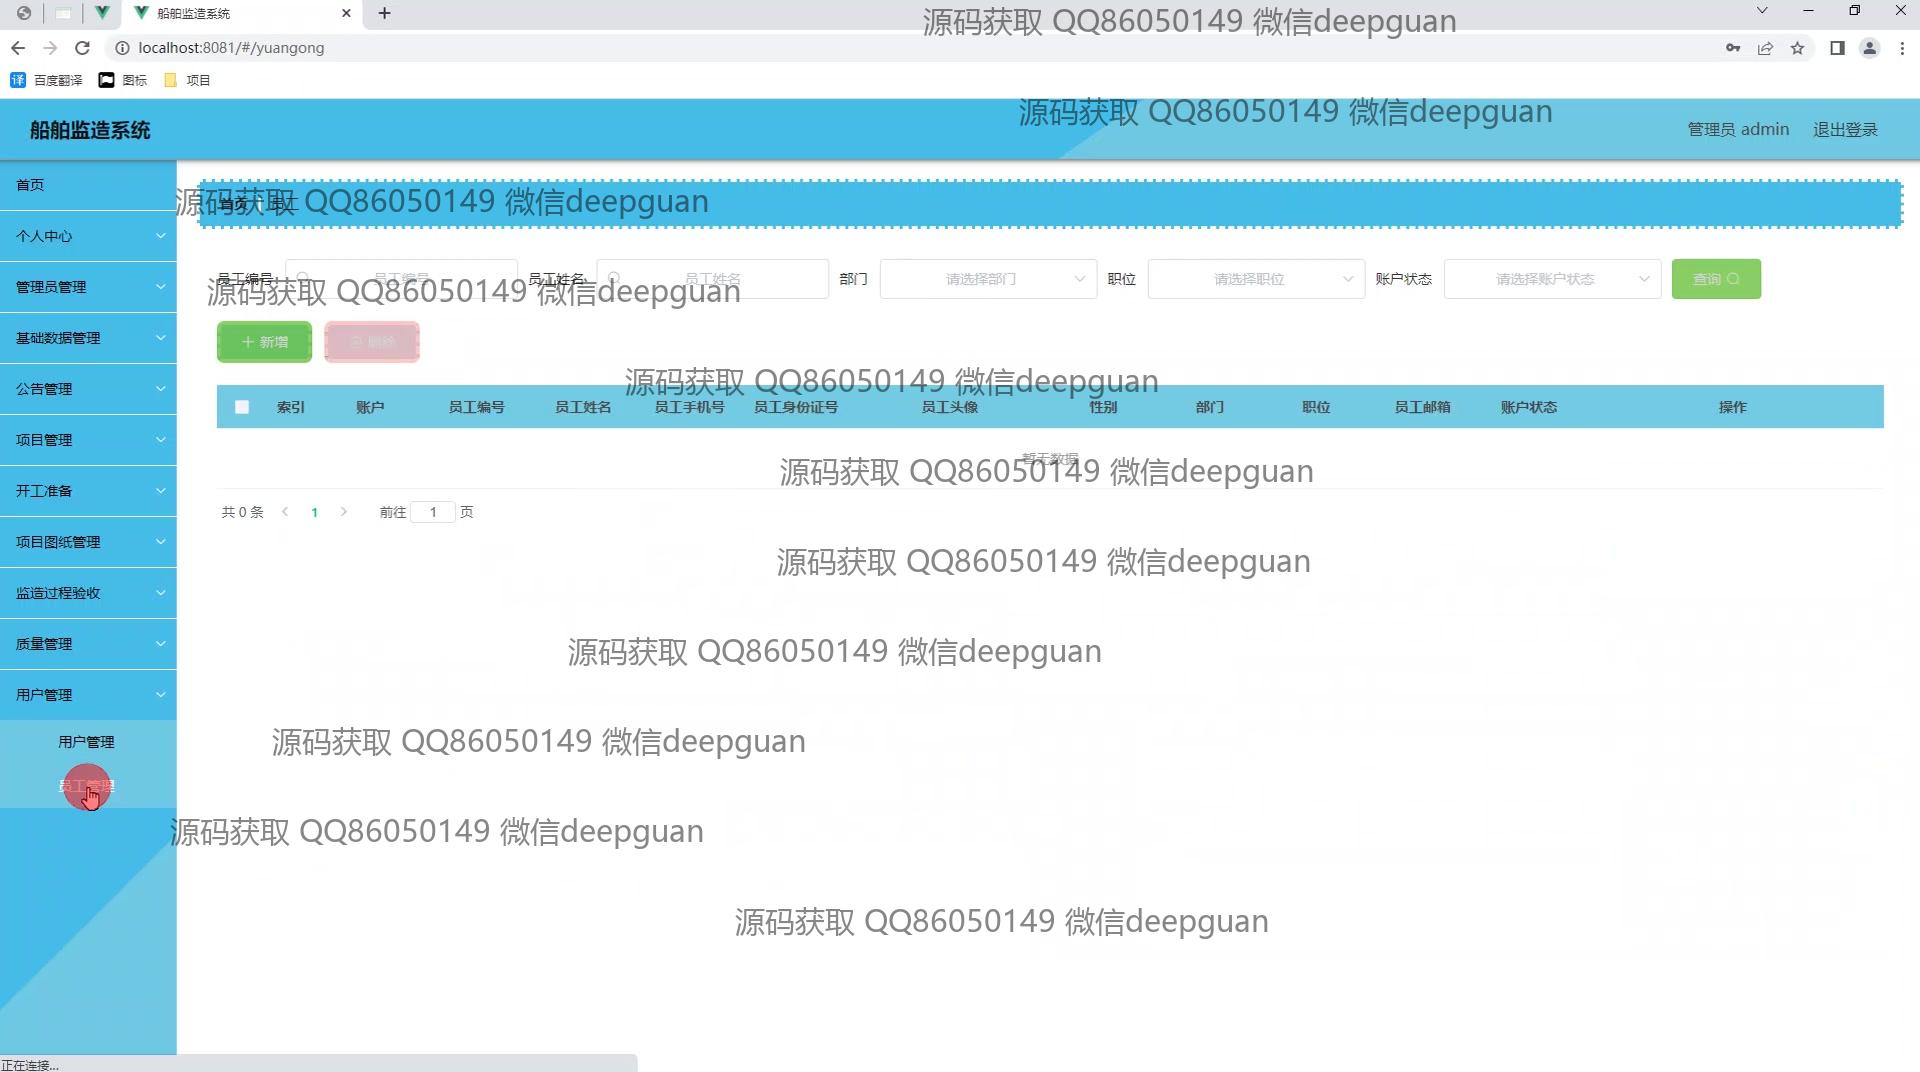 船舶监造系统
源码获取 QQ86050149 微信deepguan
localhost:8081/#/yuangong
百度翻译 图标 项目
源码获取 QQ86050149 微信deepguan
船舶监造系统
管理员 admin 退出登录
首页
源码获取 QQ86050149 微信deepguan
个人中心
员工编号 员工编号 员工姓名 员工姓名 部门 请选择部门 职位 请选择职位 账户状态 请选择账户状态 查询
管理员管理
源码获取 QQ86050149 微信deepguan
基础数据管理
新增 删除
公告管理
源码获取 QQ86050149 微信deepguan
索引 账户 员工编号 员工姓名 员工手机号 员工身份证号 员工头像 性别 部门 职位 员工邮箱 账户状态 操作
项目管理
暂无数据
源码获取 QQ86050149 微信deepguan
开工准备
共 0 条 1 前往 1 页
项目图纸管理
源码获取 QQ86050149 微信deepguan
监造过程验收
质量管理
源码获取 QQ86050149 微信deepguan
用户管理
用户管理
源码获取 QQ86050149 微信deepguan
员工管理
源码获取 QQ86050149 微信deepguan
源码获取 QQ86050149 微信deepguan
正在连接...